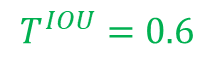 T^{IOU} = 0.6